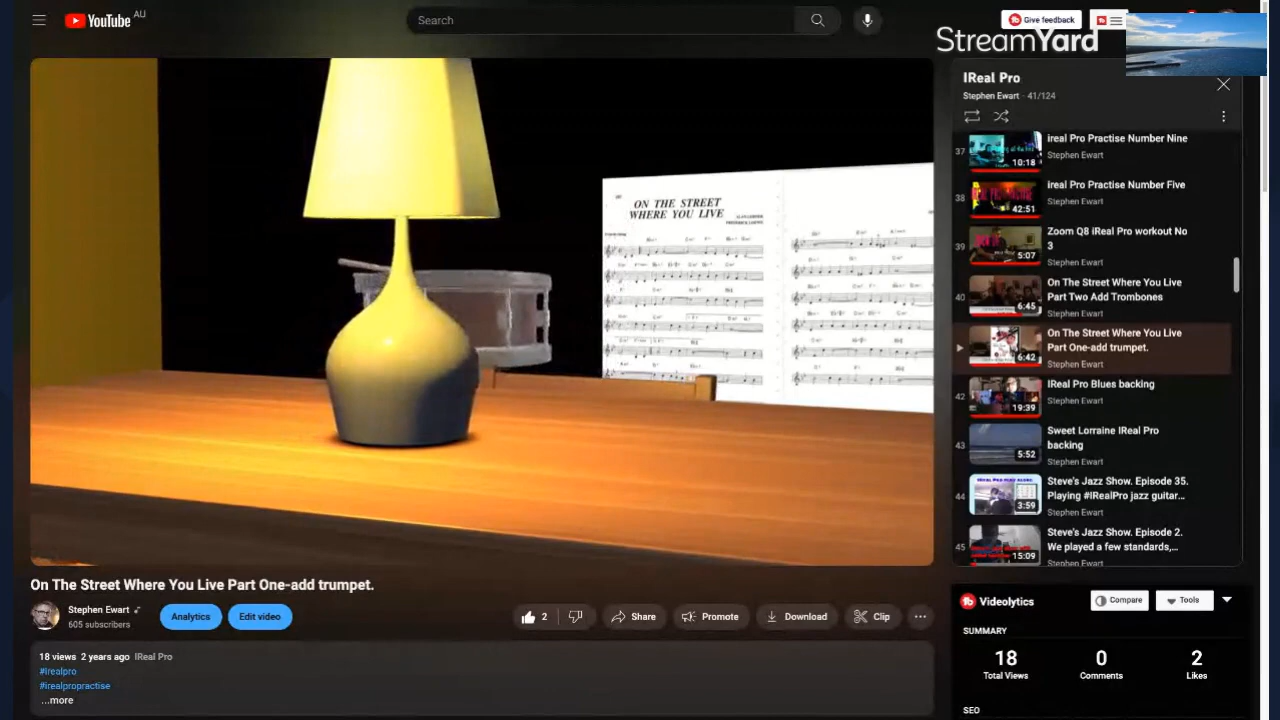 YouTube AU
Search
Give feedback
StreamYard
ON THE STREET
WHERE YOU LIVE
IReal Pro
Stephen Ewart - 41/124
37
10:18
ireal Pro Practise Number Nine
Stephen Ewart
38
42:51
ireal Pro Practise Number Five
Stephen Ewart
39
5:07
Zoom Q8 iReal Pro workout No
3
Stephen Ewart
40
6:45
On The Street Where You Live
Part Two Add Trombones
Stephen Ewart
6:42
On The Street Where You Live
Part One-add trumpet.
Stephen Ewart
42
19:39
IReal Pro Blues backing
Stephen Ewart
43
5:52
Sweet Lorraine IReal Pro
backing
Stephen Ewart
44
3:59
Steve's Jazz Show. Episode 35.
Playing #IRealPro jazz guitar...
Stephen Ewart
45
15:09
Steve's Jazz Show. Episode 2.
We played a few standards,...
Stephen Ewart
On The Street Where You Live Part One-add trumpet.
Stephen Ewart
605 subscribers
Analytics
Edit video
2
Share
Promote
Download
Clip
18 views 2 years ago IReal Pro
#Irealpro
#irealpropractise
...more
Videolytics
Compare
Tools
SUMMARY
18
Total Views
0
Comments
2
Likes
SEO